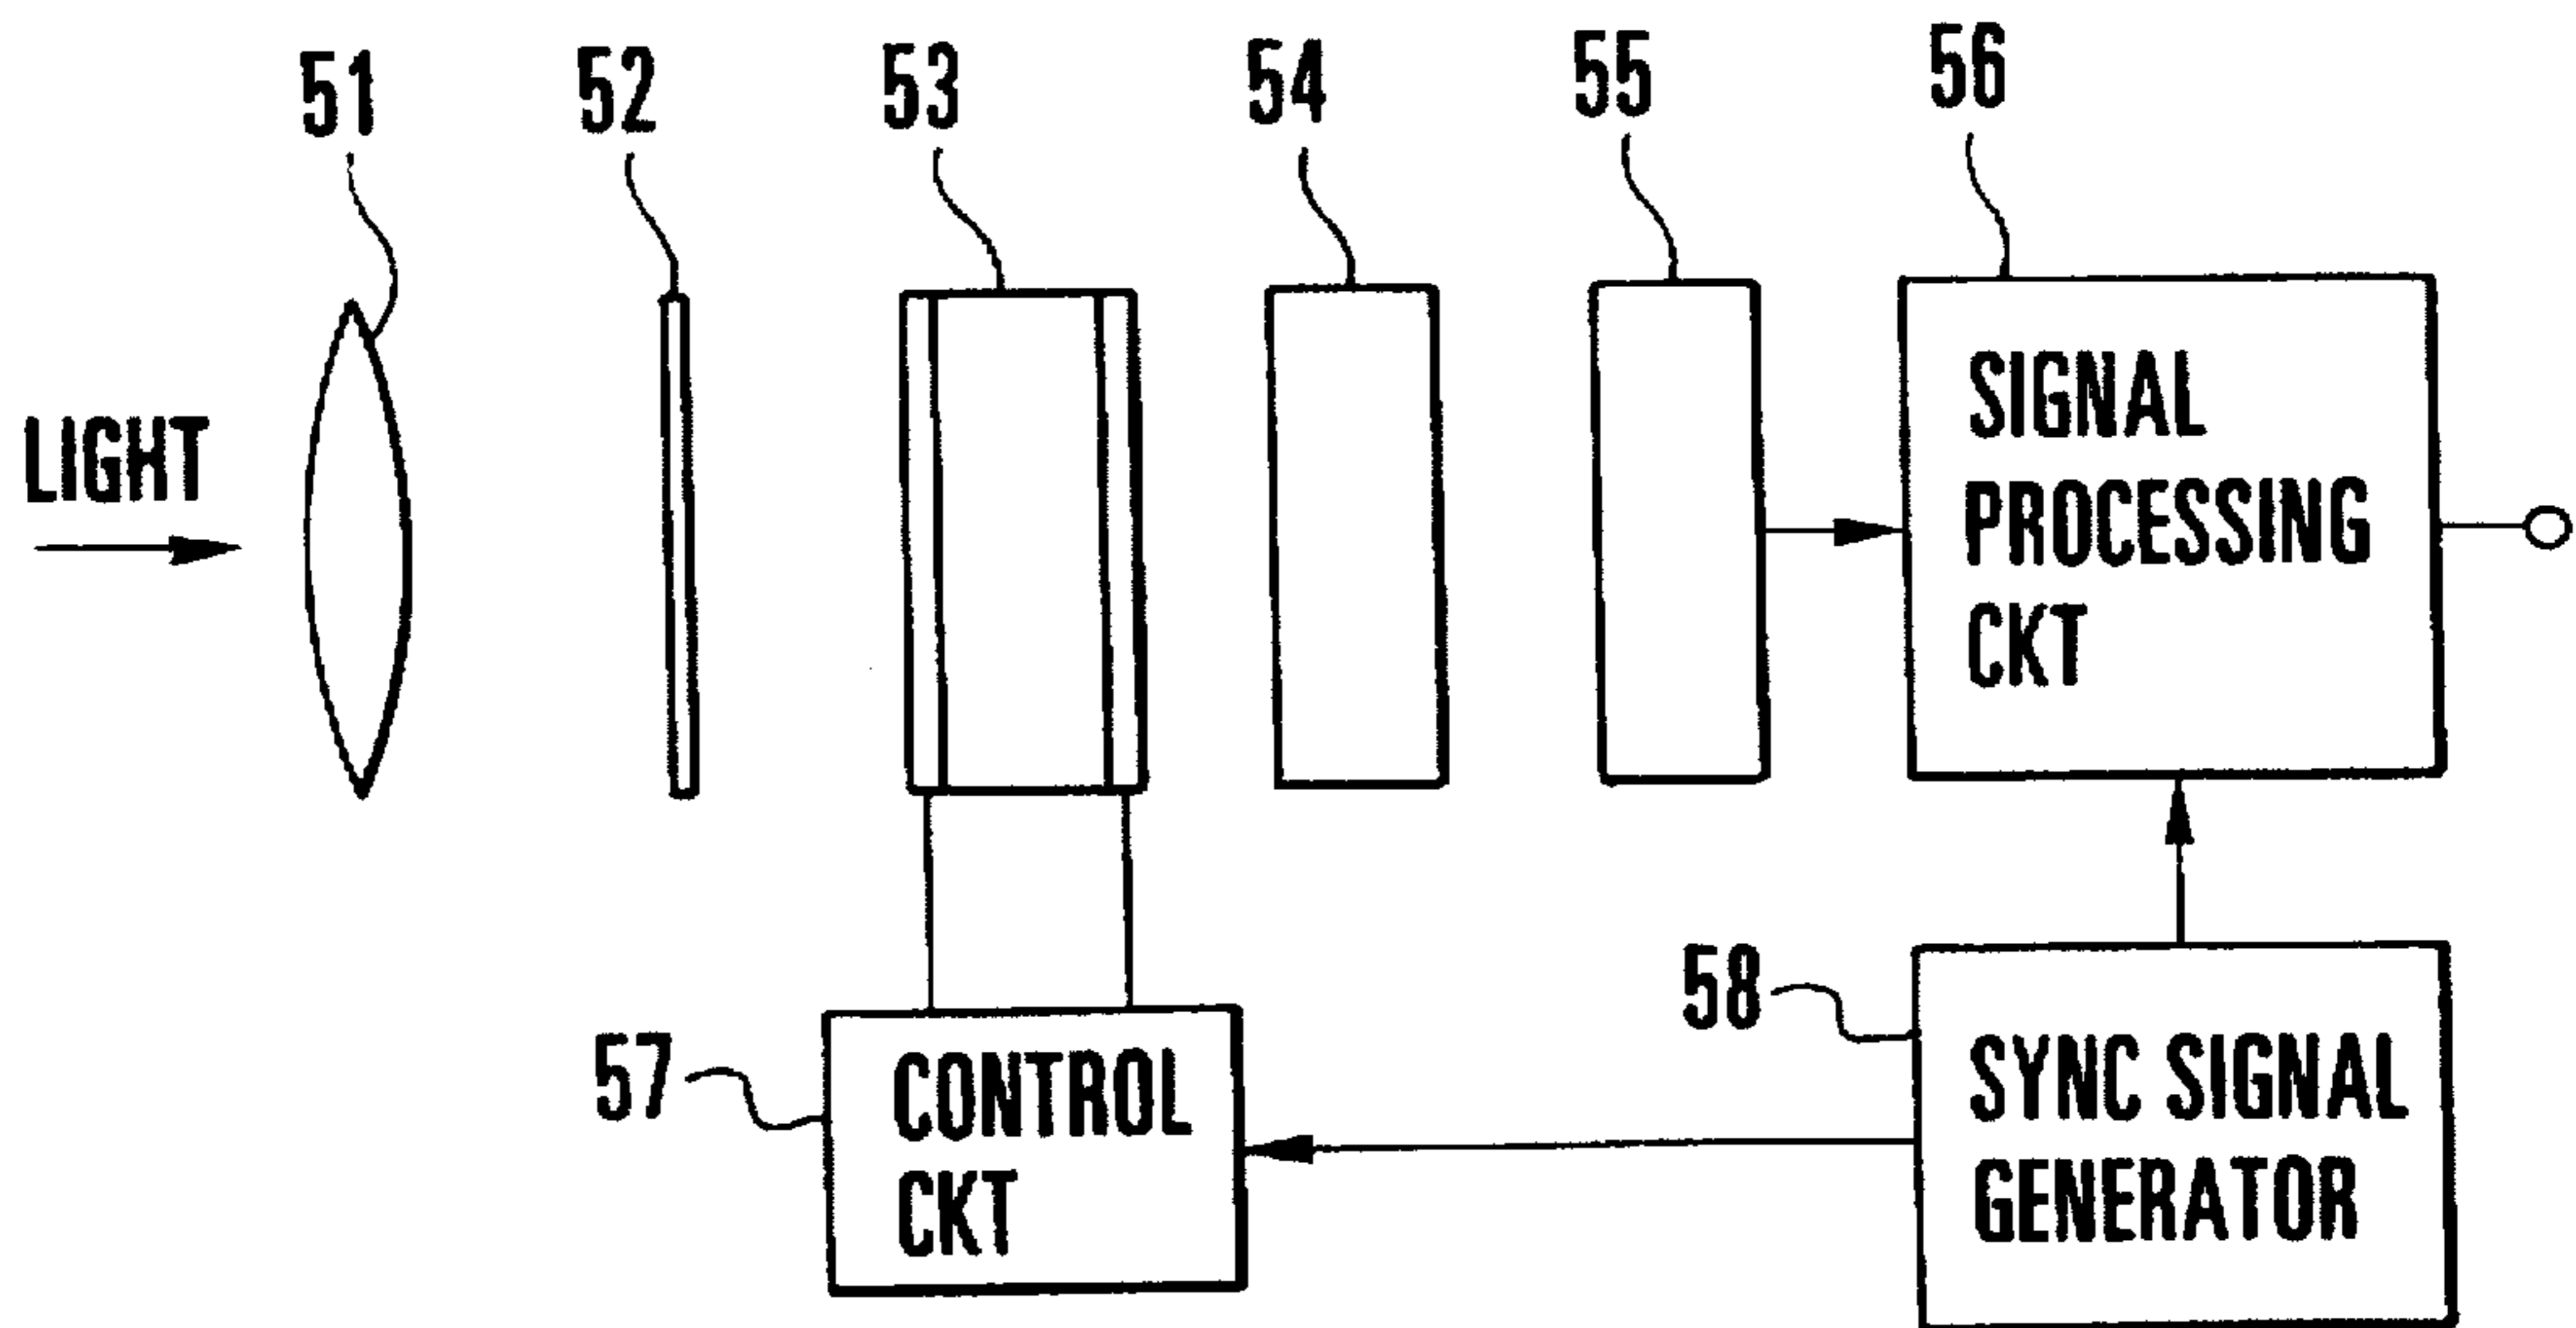 51
52
53
54
55
56
LIGHT
SIGNAL
PROCESSING
CKT
57
CONTROL
CKT
58
SYNC SIGNAL
GENERATOR